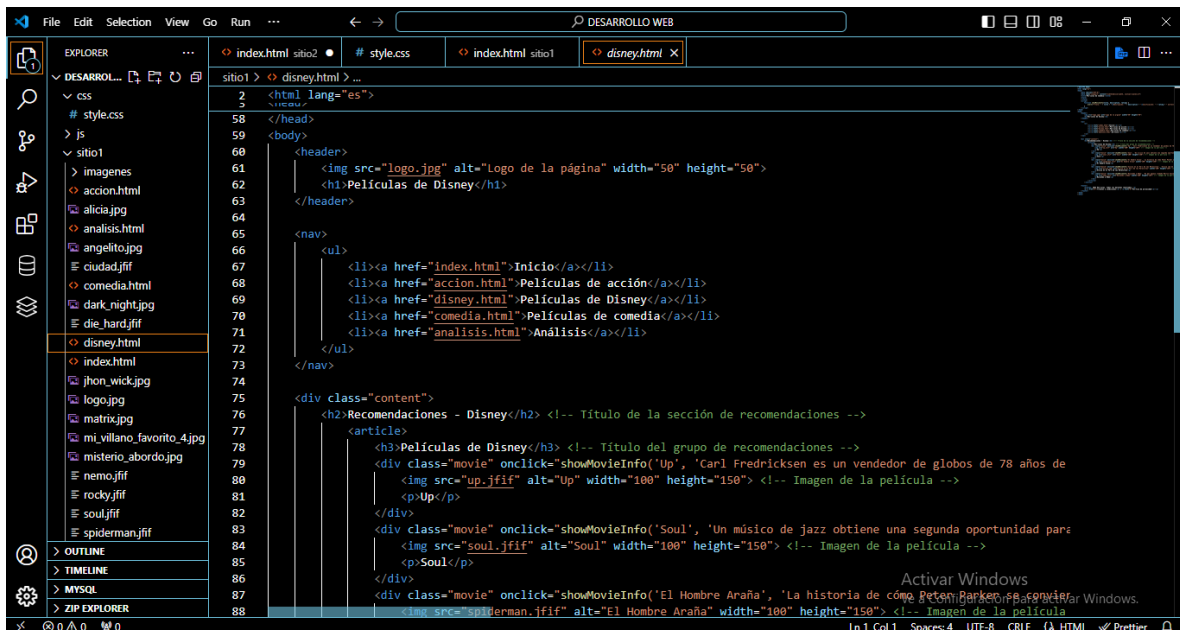 File Edit Selection View Go Run ··· DESARROLLO WEB
EXPLORER ···
index.html sitio2 ● # style.css index.html sitio1 disney.html ×
DESARROL...
sitio1 > disney.html > ...
css
# style.css
js
sitio1
imagenes
accion.html
alicia.jpg
analisis.html
angelito.jpg
ciudad.jfif
comedia.html
dark_night.jpg
die_hard.jfif
disney.html
index.html
jhon_wick.jpg
logo.jpg
matrix.jpg
mi_villano_favorito_4.jpg
misterio_abordo.jpg
nemo.jfif
rocky.jfif
soul.jfif
spiderman.jfif
OUTLINE
TIMELINE
MYSQL
ZIP EXPLORER
2 <html lang="es">
3 <head>
58 </head>
59 <body>
60 <header>
61 <img src="logo.jpg" alt="Logo de la página" width="50" height="50">
62 <h1>Películas de Disney</h1>
63 </header>
64
65 <nav>
66 <ul>
67 <li><a href="index.html">Inicio</a></li>
68 <li><a href="accion.html">Películas de acción</a></li>
69 <li><a href="disney.html">Películas de Disney</a></li>
70 <li><a href="comedia.html">Películas de comedia</a></li>
71 <li><a href="analisis.html">Análisis</a></li>
72 </ul>
73 </nav>
74
75 <div class="content">
76 <h2>Recomendaciones - Disney</h2> <!-- Título de la sección de recomendaciones -->
77 <article>
78 <h3>Películas de Disney</h3> <!-- Título del grupo de recomendaciones -->
79 <div class="movie" onclick="showMovieInfo('Up', 'Carl Fredricksen es un vendedor de globos de 78 años de
80 <img src="up.jfif" alt="Up" width="100" height="150"> <!-- Imagen de la película -->
81 <p>Up</p>
82 </div>
83 <div class="movie" onclick="showMovieInfo('Soul', 'Un músico de jazz obtiene una segunda oportunidad para
84 <img src="soul.jfif" alt="Soul" width="100" height="150"> <!-- Imagen de la película -->
85 <p>Soul</p>
86 </div>
87 <div class="movie" onclick="showMovieInfo('El Hombre Araña', 'La historia de cómo Peter Parker se convier
88 <img src="spiderman.jfif" alt="El Hombre Araña" width="100" height="150"> <!-- Imagen de la película
Activar Windows
Ve a Configuración para activar Windows.
0 0 0 Ln 1, Col 1 Spaces: 4 UTF-8 CRLF HTML Prettier